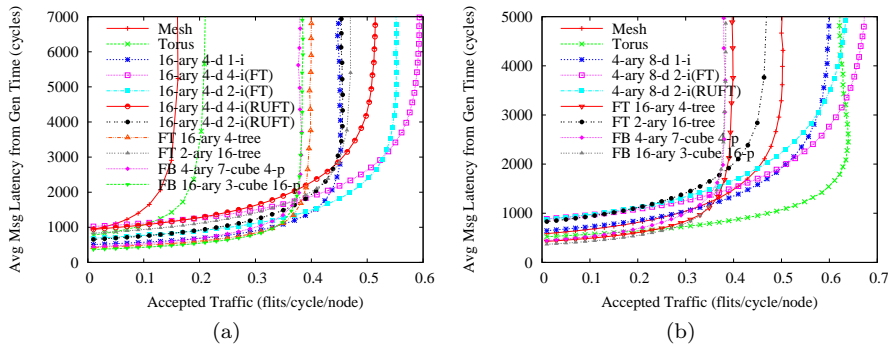 Avg Msg Latency from Gen Time (cycles)
7000
6000
5000
4000
3000
2000
1000
0
0
0.1
0.2
0.3
0.4
0.5
0.6
Accepted Traffic (flits/cycle/node)
Mesh
Torus
16-ary 4-d 1-i
16-ary 4-d 4-i(FT)
16-ary 4-d 2-i(FT)
16-ary 4-d 4-i(RUFT)
16-ary 4-d 2-i(RUFT)
FT 16-ary 4-tree
FT 2-ary 16-tree
FB 4-ary 7-cube 4-p
FB 16-ary 3-cube 16-p
(a)
Avg Msg Latency from Gen Time (cycles)
5000
4000
3000
2000
1000
0
0
0.1
0.2
0.3
0.4
0.5
0.6
0.7
Accepted Traffic (flits/cycle/node)
Mesh
Torus
4-ary 8-d 1-i
4-ary 8-d 2-i(FT)
4-ary 8-d 2-i(RUFT)
FT 16-ary 4-tree
FT 2-ary 16-tree
FB 4-ary 7-cube 4-p
FB 16-ary 3-cube 16-p
(b)